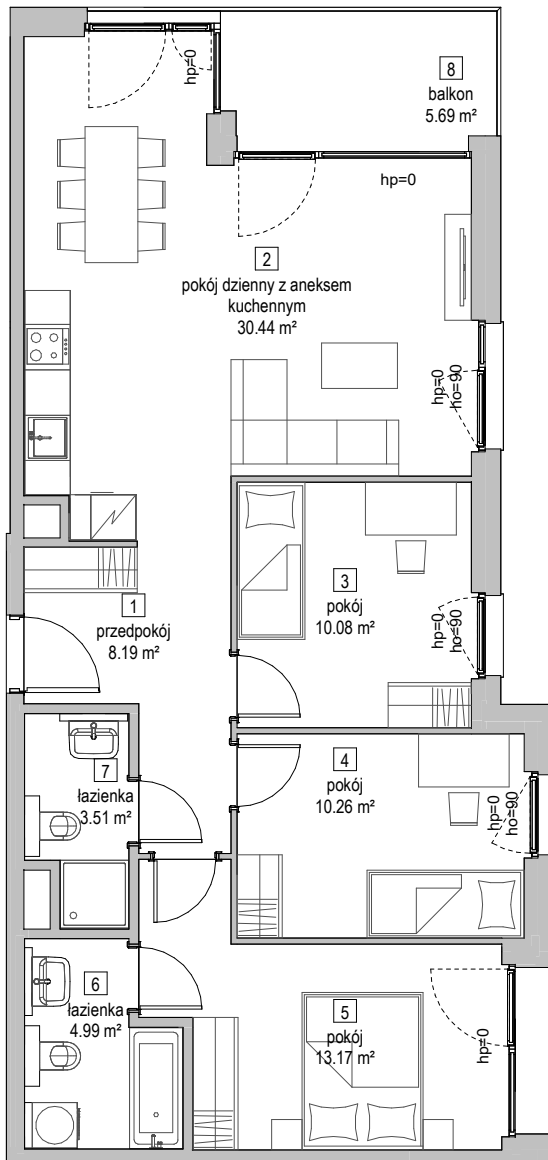 hp=0
8
balkon
5.69 m²
hp=0
2
pokój dzienny z aneksem
kuchennym
30.44 m²
hp=0
ho=90
3
pokój
10.08 m²
hp=0
ho=90
1
przedpokój
8.19 m²
4
pokój
10.26 m²
hp=0
ho=90
7
łazienka
3.51 m²
6
łazienka
4.99 m²
5
pokój
13.17 m²
hp=0